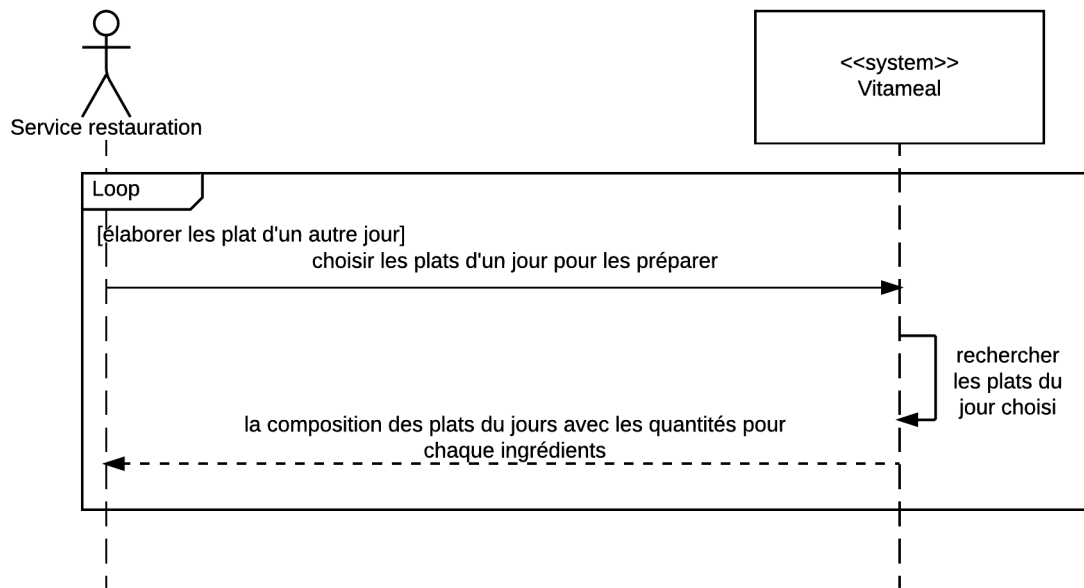 <<system>>
Vitameal
Service restauration
Loop
[élaborer les plat d'un autre jour]
choisir les plats d'un jour pour les préparer
rechercher
les plats du
jour choisi
la composition des plats du jours avec les quantités pour
chaque ingrédients